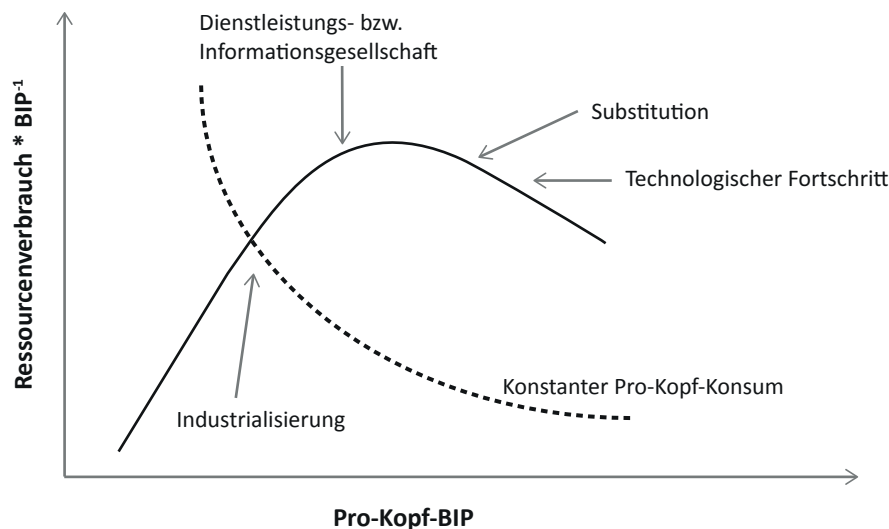 Dienstleistungs- bzw.
Informationsgesellschaft
Substitution
Technologischer Fortschritt
Ressourcenverbrauch * BIP-1
Konstanter Pro-Kopf-Konsum
Industrialisierung
Pro-Kopf-BIP